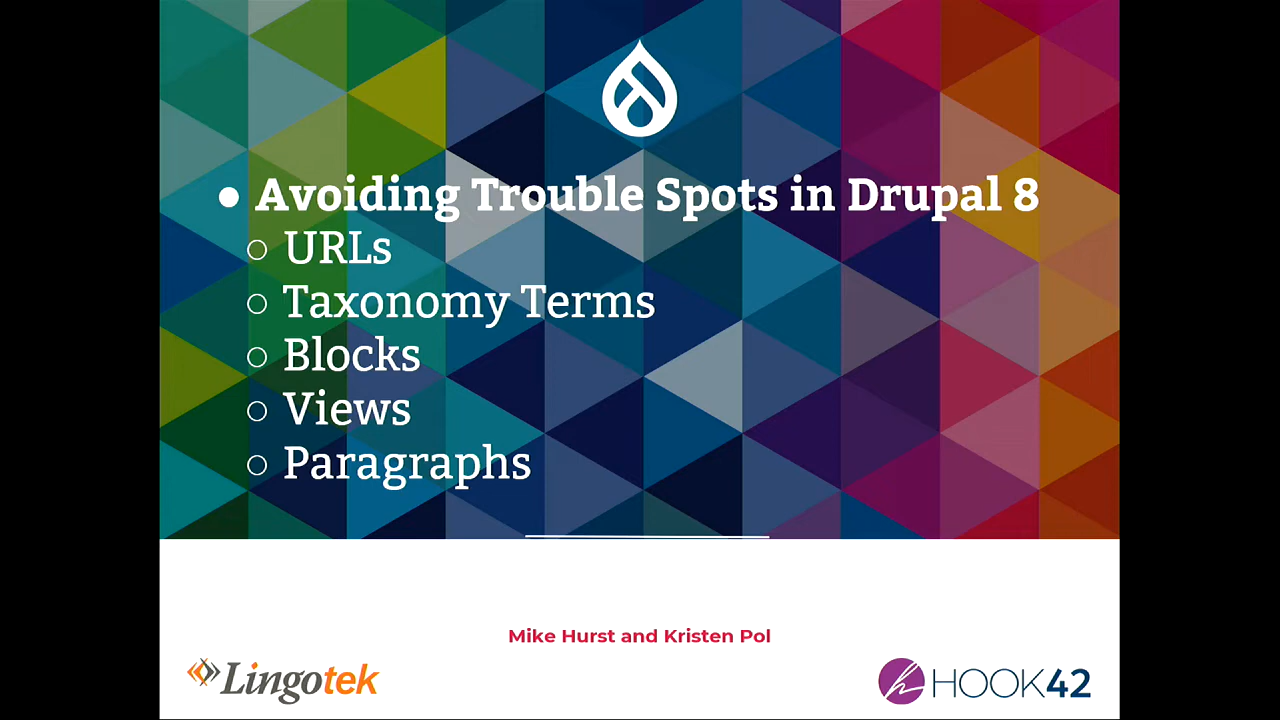 ● Avoiding Trouble Spots in Drupal 8
○ URLs
○ Taxonomy Terms
○ Blocks
○ Views
○ Paragraphs
Mike Hurst and Kristen Pol
Lingotek
HOOK42